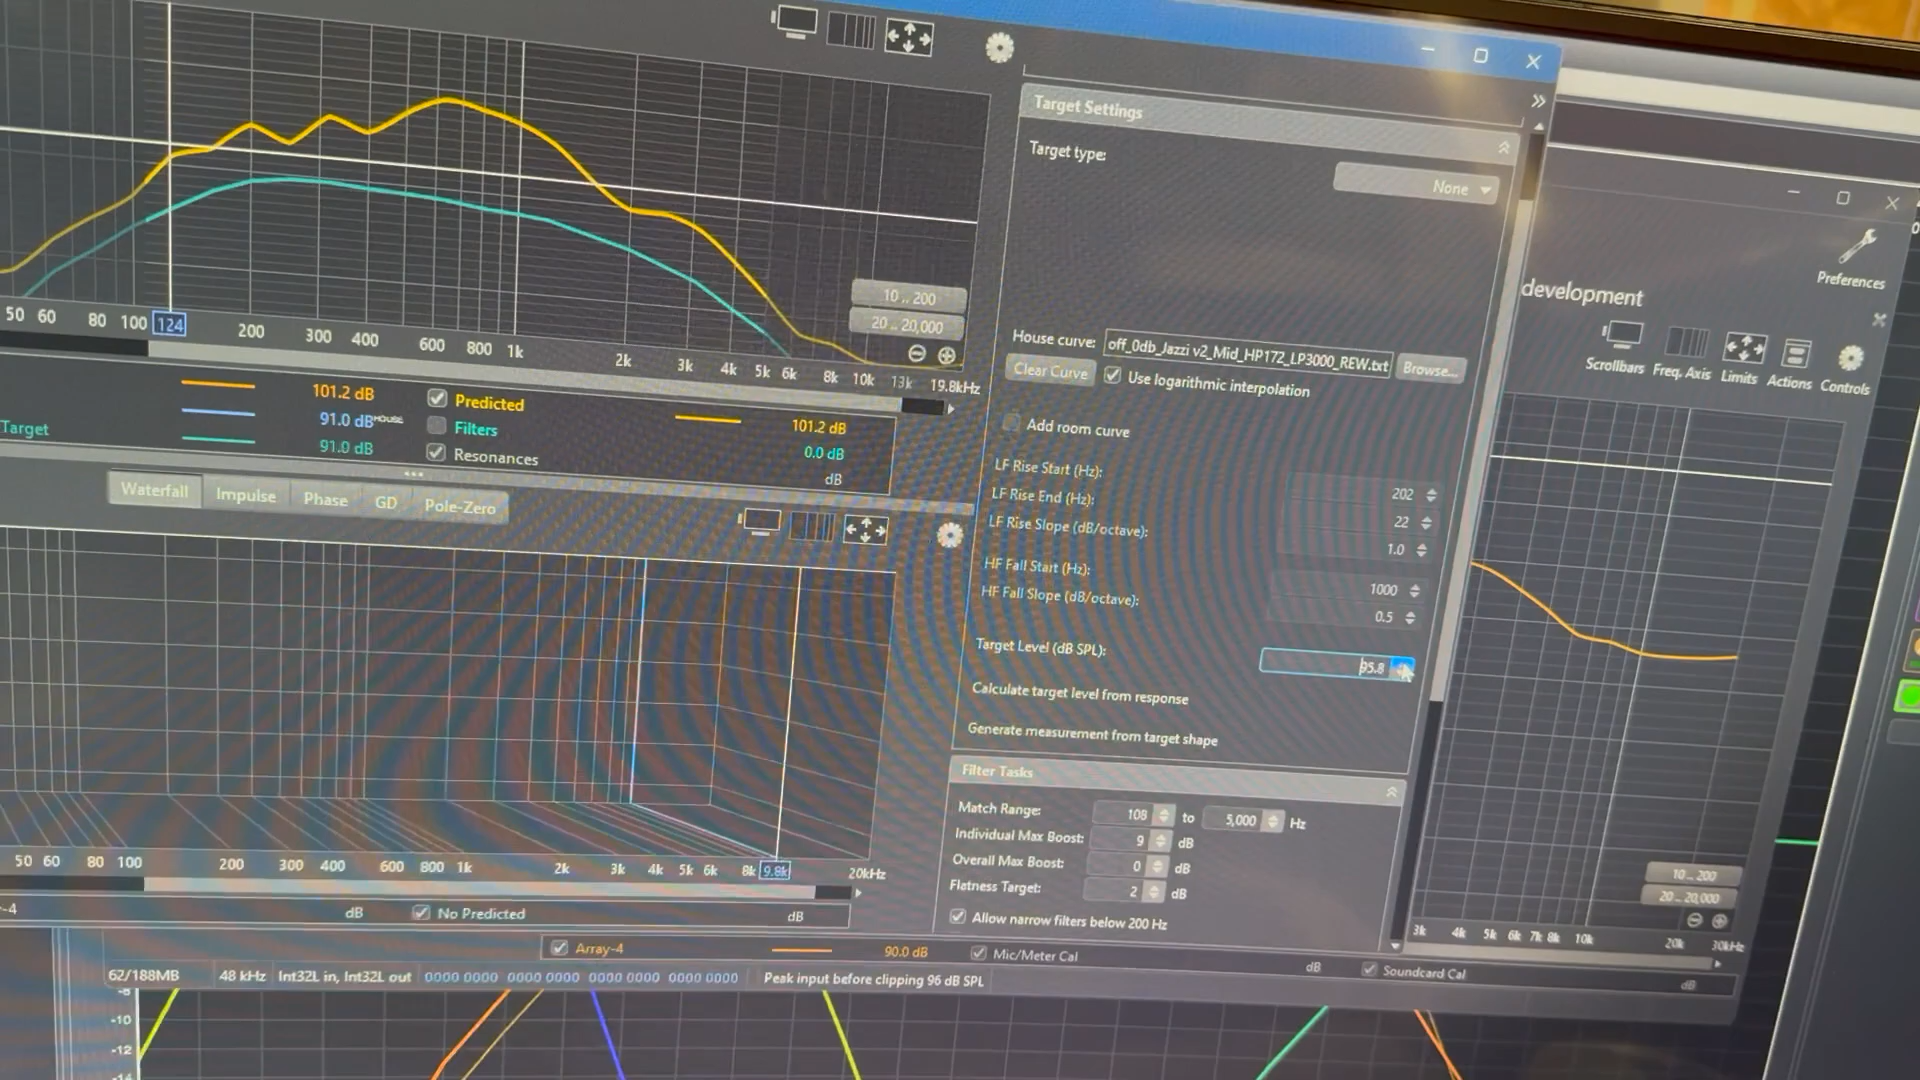 Target Settings
Target type:
None
House curve:
off_0db_Jazzi v2_Mid_HP172_LP3000_REW.txt
Browse...
Clear Curve
Use logarithmic interpolation
Add room curve
LF Rise Start (Hz):
202
LF Rise End (Hz):
22
LF Rise Slope (dB/octave):
1.0
HF Fall Start (Hz):
1000
HF Fall Slope (dB/octave):
0.5
Target Level (dB SPL):
95.8
Calculate target level from response
Generate measurement from target shape
Filter Tasks
Match Range: 108 to 5,000 Hz
Individual Max Boost: 9 dB
Overall Max Boost: 0 dB
Flatness Target: 2 dB
Allow narrow filters below 200 Hz
10 .. 200
20 .. 20,000
50 60 80 100 124 200 300 400 600 800 1k 2k 3k 4k 5k 6k 8k 10k 13k 19.8kHz
101.2 dB
Predicted
101.2 dB
91.0 dB HOUSE
Filters
0.0 dB
Target
91.0 dB
Resonances
dB
Waterfall Impulse Phase GD Pole-Zero
50 60 80 100 200 300 400 600 800 1k 2k 3k 4k 5k 6k 8k 9.8k 20kHz
-4
dB
No Predicted
dB
Array-4
90.0 dB
Mic/Meter Cal
dB
Soundcard Cal
dB
62/188MB
48 kHz
Int32L in, Int32L out
0000 0000 0000 0000 0000 0000 0000 0000
Peak input before clipping 96 dB SPL
-8
-10
-12
-14
Preferences
development
Scrollbars Freq. Axis Limits Actions Controls
10 .. 200
20 .. 20,000
3k 4k 5k 6k 7k 8k 10k 20k 30kHz